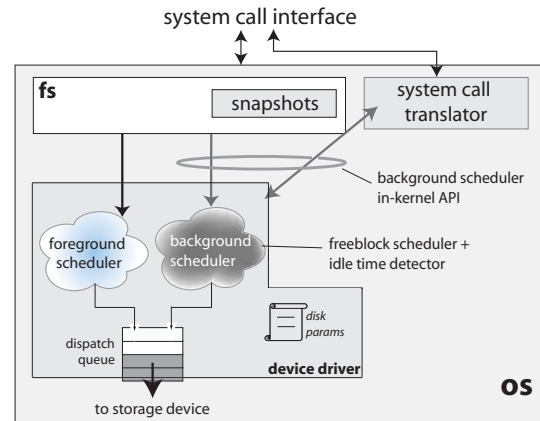 system call interface
fs
snapshots
system call
translator
background scheduler
in-kernel API
foreground
scheduler
background
scheduler
freeblock scheduler +
idle time detector
disk
params
dispatch
queue
device driver
os
to storage device